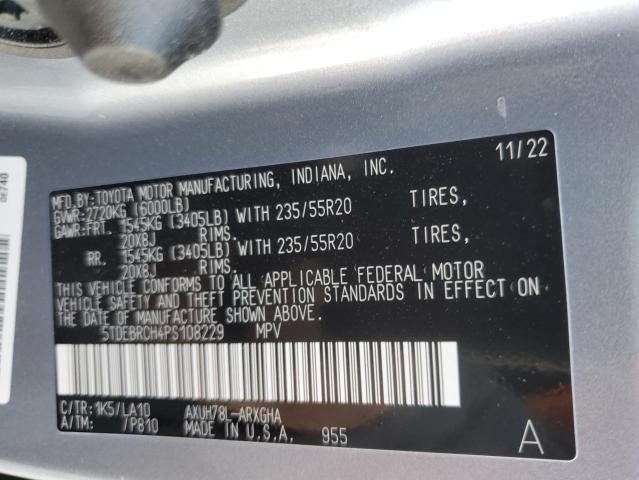 0E740
11/22
MFD.BY:TOYOTA MOTOR MANUFACTURING, INDIANA, INC.
GVWR:2720KG (6000LB)
GAWR:FRT. 1545KG (3405LB) WITH 235/55R20 TIRES,
20X8J RIMS.
RR. 1545KG (3405LB) WITH 235/55R20 TIRES,
20X8J RIMS.
THIS VEHICLE CONFORMS TO ALL APPLICABLE FEDERAL MOTOR
VEHICLE SAFETY AND THEFT PREVENTION STANDARDS IN EFFECT ON
THE DATE OF MANUFACTURE SHOWN ABOVE.
5TDEBRCH4PS108229 MPV
C/TR:1K5/LA10 AXUH78L-ARXGHA
A/TM: /P810 MADE IN U.S.A. 955
A